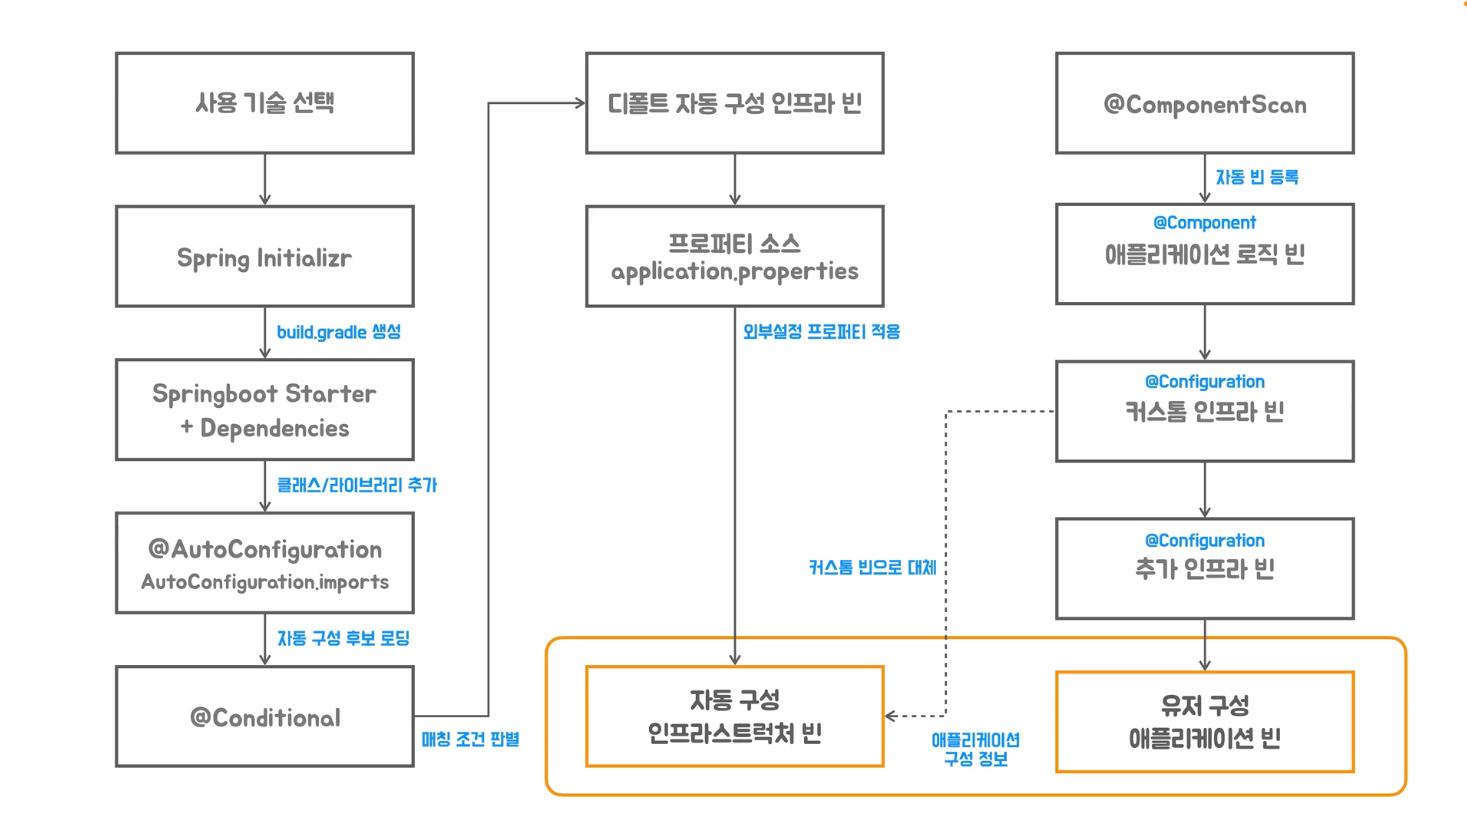 사용 기술 선택
Spring Initializr
build.gradle 생성
Springboot Starter
+ Dependencies
클래스/라이브러리 추가
@AutoConfiguration
AutoConfiguration.imports
자동 구성 후보 로딩
@Conditional
매칭 조건 판별
디폴트 자동 구성 인프라 빈
프로퍼티 소스
application.properties
외부설정 프로퍼티 적용
커스톰 빈으로 대체
자동 구성
인프라스트럭처 빈
@ComponentScan
자동 빈 등록
@Component
애플리케이션 로직 빈
@Configuration
커스톰 인프라 빈
@Configuration
추가 인프라 빈
유저 구성
애플리케이션 빈
애플리케이션
구성 정보